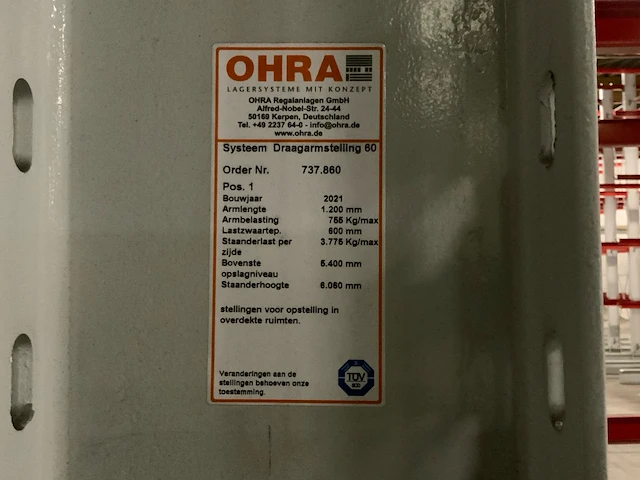 OHRA
LAGERSYSTEME MIT KONZEPT
OHRA Regalanlagen GmbH
Alfred-Nobel-Str. 24-44
50169 Kerpen, Deutschland
Tel. +49 2237 64-0 - info@ohra.de
www.ohra.de
Systeem Draagarmstelling 60
Order Nr. 737.860
Pos. 1
Bouwjaar 2021
Armlengte 1.200 mm
Armbelasting 755 Kg/max
Lastzwaartep. 600 mm
Staanderlast per 3.775 Kg/max
zijde
Bovenste 5.400 mm
opslagniveau
Staanderhoogte 6.060 mm
stellingen voor opstelling in
overdekte ruimten.
Veranderingen aan de
stellingen behoeven onze
toestemming.
TÜV
SÜD